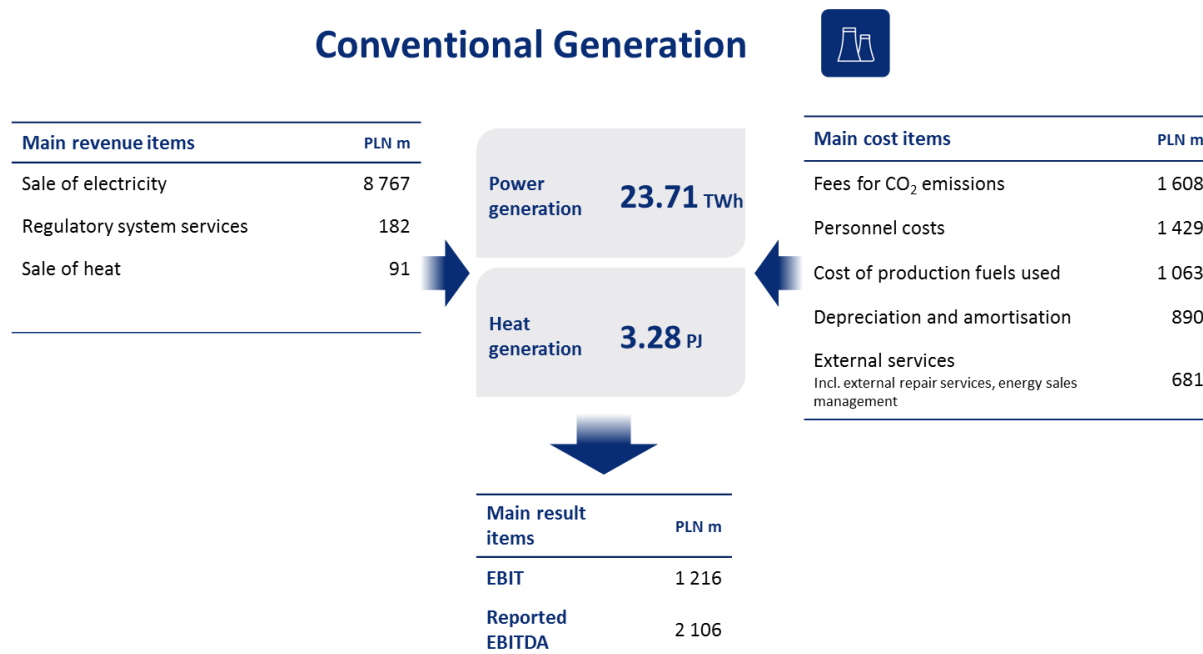 Conventional Generation
Main revenue items PLN m
Sale of electricity 8 767
Regulatory system services 182
Sale of heat 91
Power
generation 23.71 TWh
Heat
generation 3.28 PJ
Main cost items PLN m
Fees for CO₂ emissions 1 608
Personnel costs 1 429
Cost of production fuels used 1 063
Depreciation and amortisation 890
External services
Incl. external repair services, energy sales
management 681
Main result
items PLN m
EBIT 1 216
Reported
EBITDA 2 106